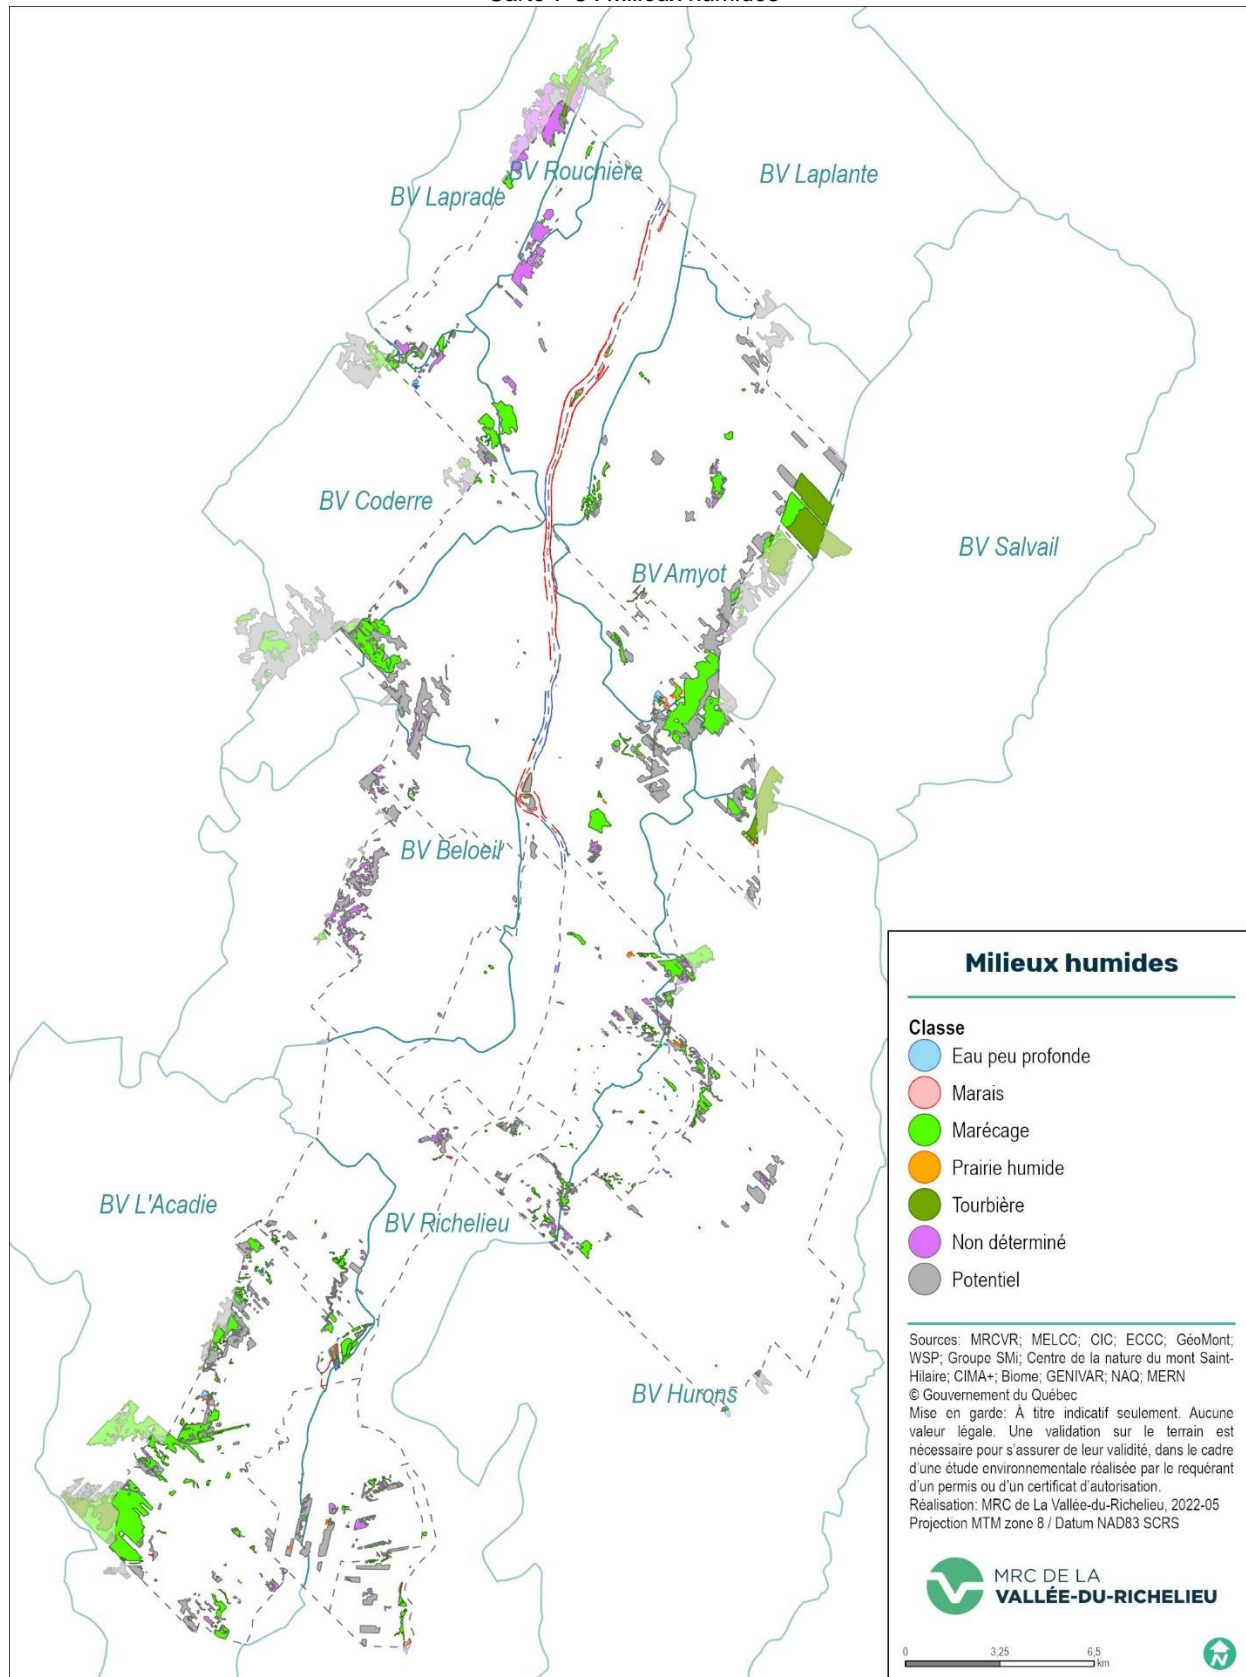 BV Rouchière
BV Laplante
BV Laprade
BV Coderre
BV Salvail
BV Amyot
BV Beloeil
BV L'Acadie
BV Richelieu
BV Hurons
Milieux humides
Classe
Eau peu profonde
Marais
Marécage
Prairie humide
Tourbière
Non déterminé
Potentiel
Sources: MRCVR; MELCC; CIC; ECCC; GéoMont;
WSP; Groupe SMi; Centre de la nature du mont Saint-
Hilaire; CIMA+; Biome; GENIVAR; NAQ; MERN
© Gouvernement du Québec
Mise en garde: À titre indicatif seulement. Aucune
valeur légale. Une validation sur le terrain est
nécessaire pour s'assurer de leur validité, dans le cadre
d'une étude environnementale réalisée par le requérant
d'un permis ou d'un certificat d'autorisation.
Réalisation: MRC de La Vallée-du-Richelieu, 2022-05
Projection MTM zone 8 / Datum NAD83 SCRS
MRC DE LA
VALLÉE-DU-RICHELIEU
0 3,25 6,5
km
N